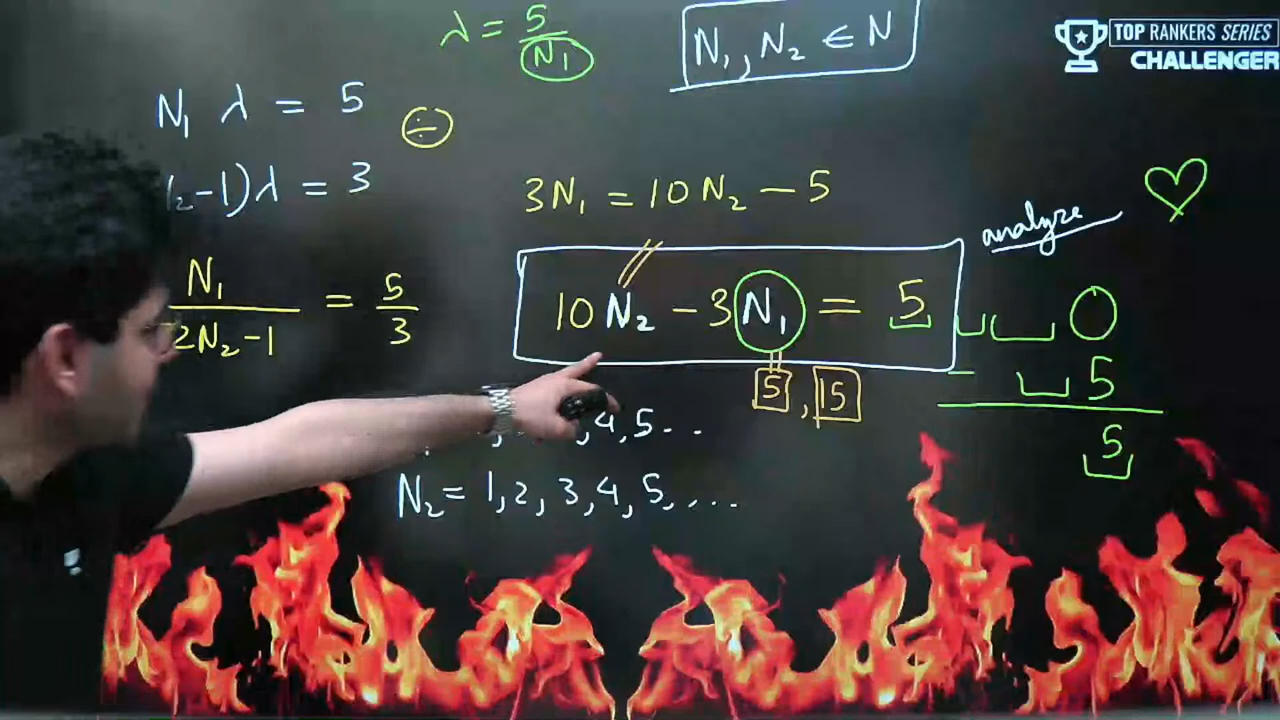 λ = 5/N₁
N₁, N₂ ∈ N
TOP RANKERS SERIES
CHALLENGER
N₁ λ = 5
÷
₂-1)λ = 3
3N₁ = 10N₂ - 5
analyze
N₁/2N₂-1 = 5/3
10N₂ - 3N₁ = 5
0
- 5
5
5, 15
, 4, 5 ..
N₂ = 1, 2, 3, 4, 5, , ...